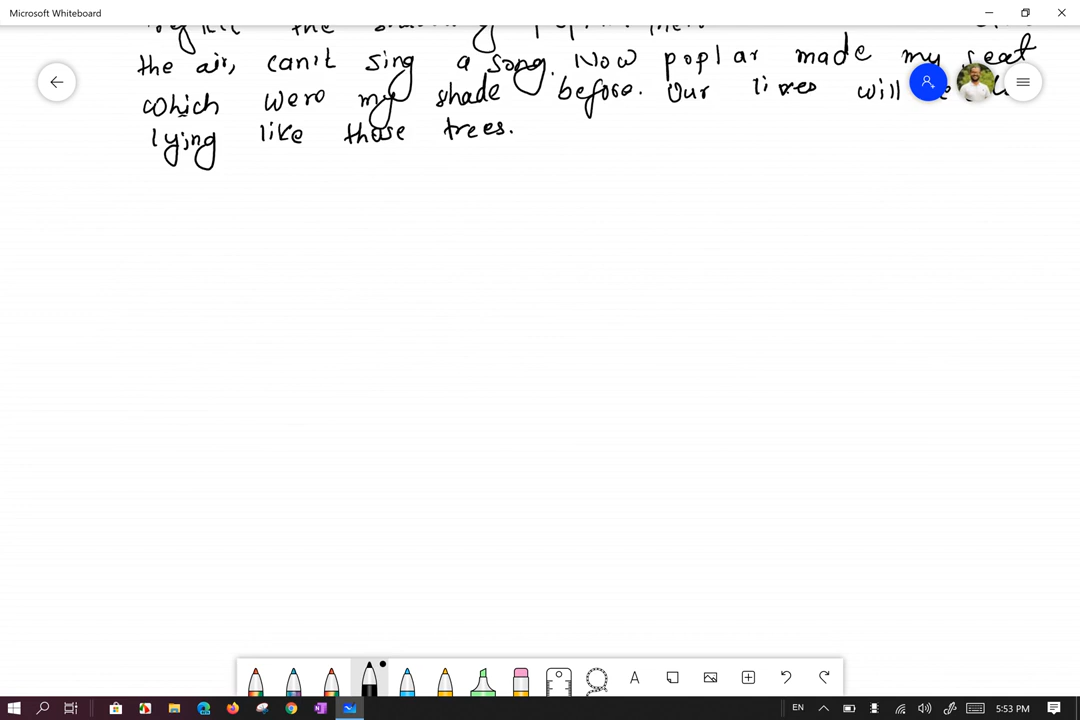 Microsoft Whiteboard
the
the air, can't sing a song. Now poplar made my seat
which were my shade before. Our lives will
lying like those trees.
A
EN
5:53 PM